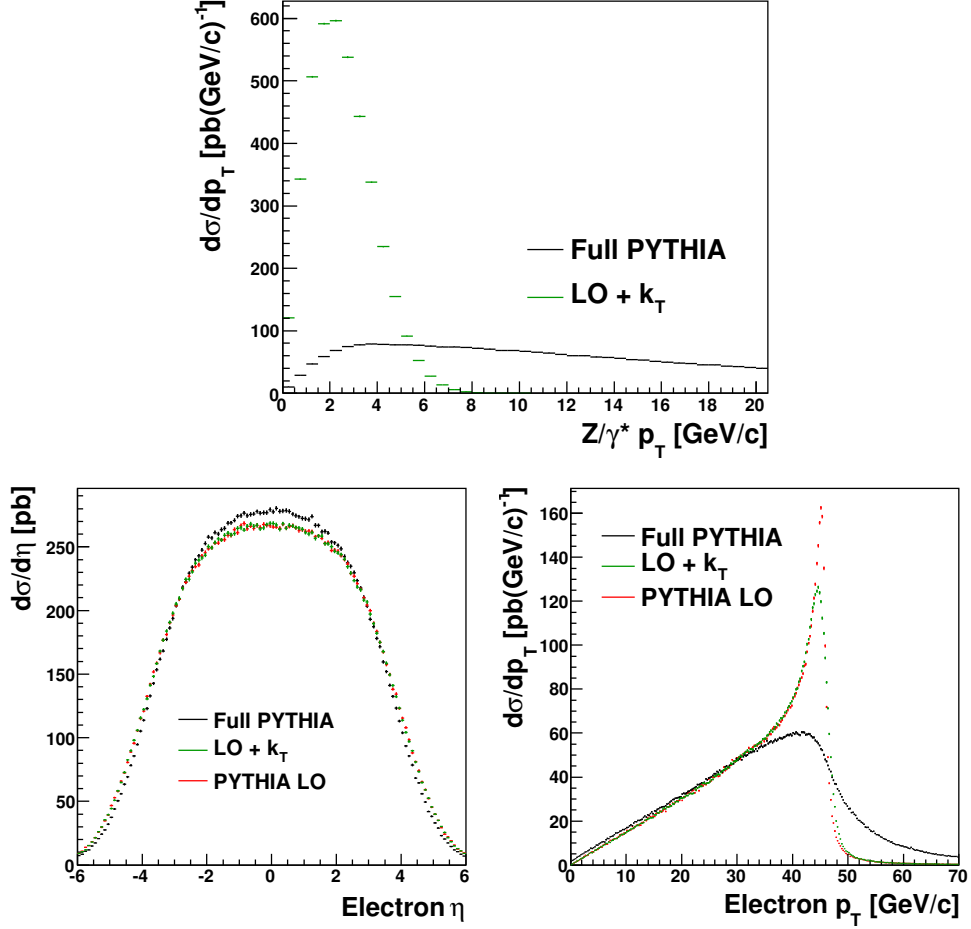 dσ/dp_T [pb(GeV/c)^-1]
600
500
400
300
200
100
0
Full PYTHIA
LO + k_T
0 2 4 6 8 10 12 14 16 18 20
Z/γ* p_T [GeV/c]
dσ/dη [pb]
250
200
150
100
50
0
Full PYTHIA
LO + k_T
PYTHIA LO
-6 -4 -2 0 2 4 6
Electron η
dσ/dp_T [pb(GeV/c)^-1]
160
140
120
100
80
60
40
20
0
Full PYTHIA
LO + k_T
PYTHIA LO
0 10 20 30 40 50 60 70
Electron p_T [GeV/c]